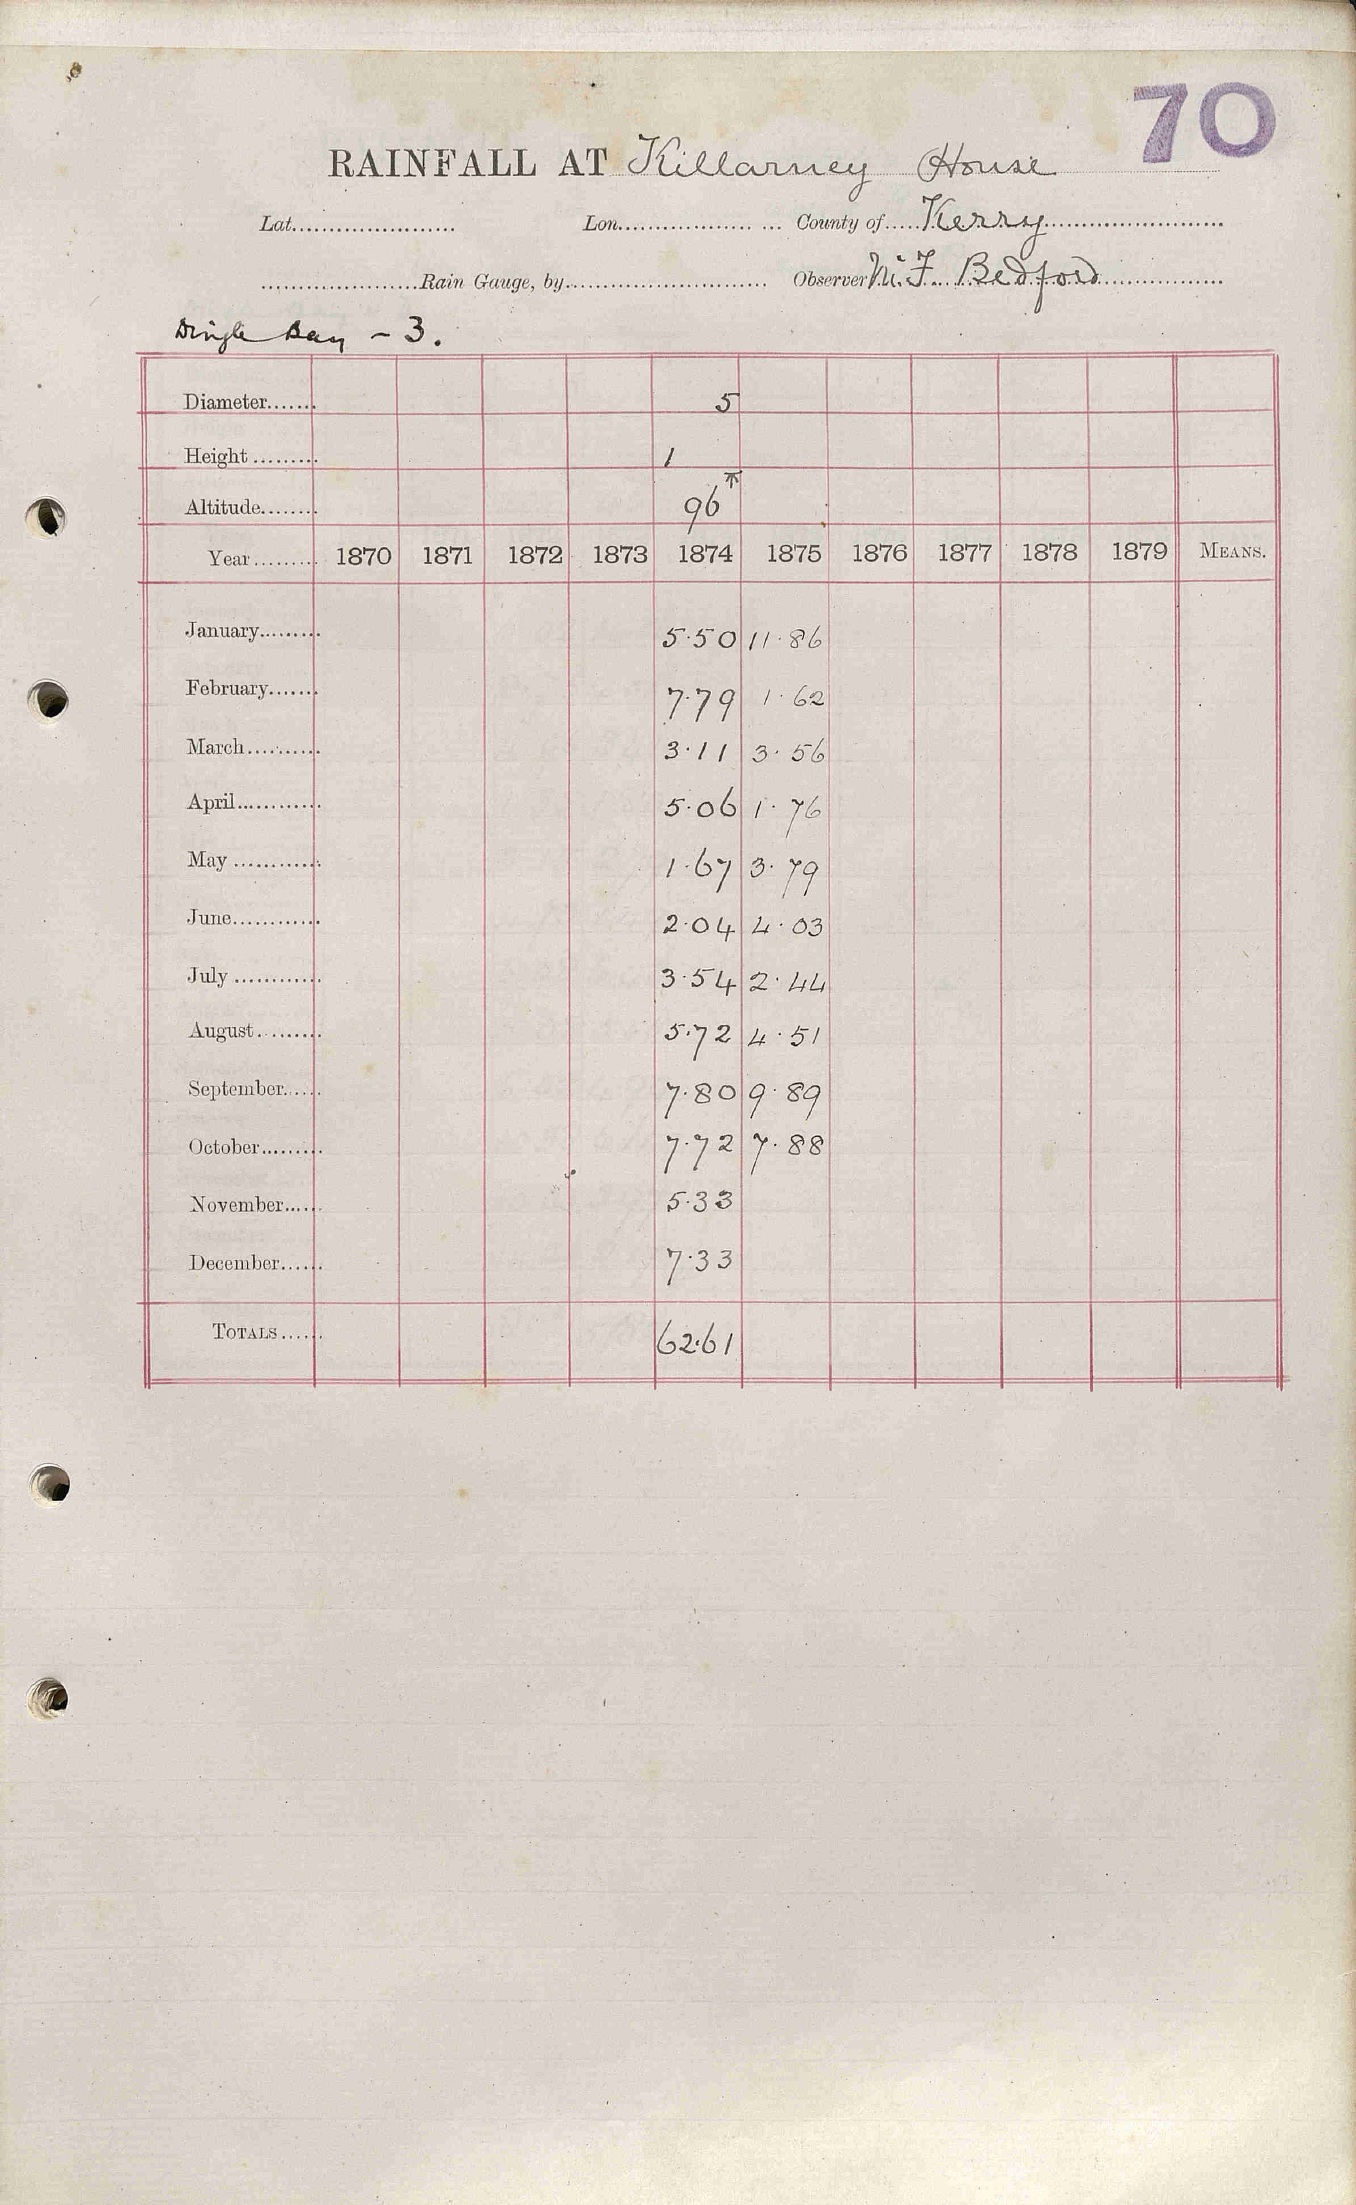 70
RAINFALL AT Killarney House
Lat.................... Lon.................. ... County of.....Kerry
.....................Rain Gauge, by........................... Observer M. F. Bedford
Dingle Bay - 3.
Diameter....... 5
Height......... 1
Altitude........ 96
Year......... 1870 1871 1872 1873 1874 1875 1876 1877 1878 1879 MEANS.
January......... 5.50 11.86
February....... 7.79 1.62
March.......... 3.11 3.56
April............ 5.06 1.76
May ............ 1.67 3.79
June............ 2.04 4.03
July ............ 3.54 2.44
August......... 5.72 4.51
September...... 7.80 9.89
October......... 7.72 7.88
November...... 5.33
December...... 7.33
TOTALS...... 62.61